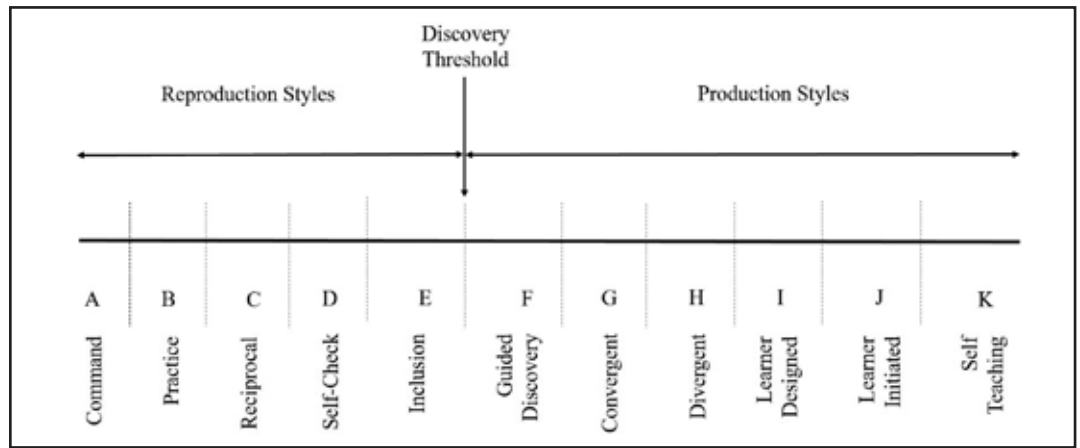 Discovery
Threshold
Reproduction Styles
Production Styles
A
B
C
D
E
F
G
H
I
J
K
Command
Practice
Reciprocal
Self-Check
Inclusion
Guided
Discovery
Convergent
Divergent
Learner
Designed
Learner
Initiated
Self
Teaching